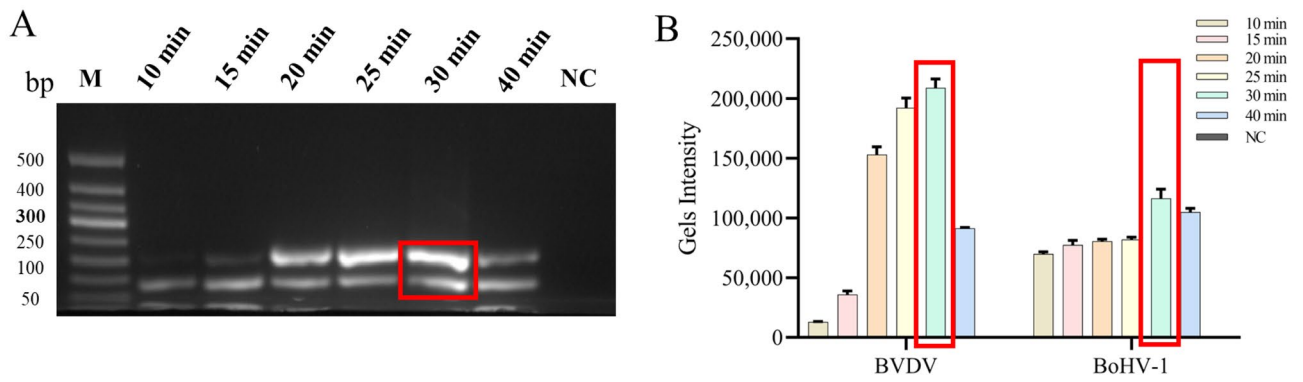 A
bp
M
10 min
15 min
20 min
25 min
30 min
40 min
NC
500
400
300
250
100
50
B
250,000
200,000
150,000
100,000
50,000
0
Gels Intensity
BVDV
BoHV-1
10 min
15 min
20 min
25 min
30 min
40 min
NC